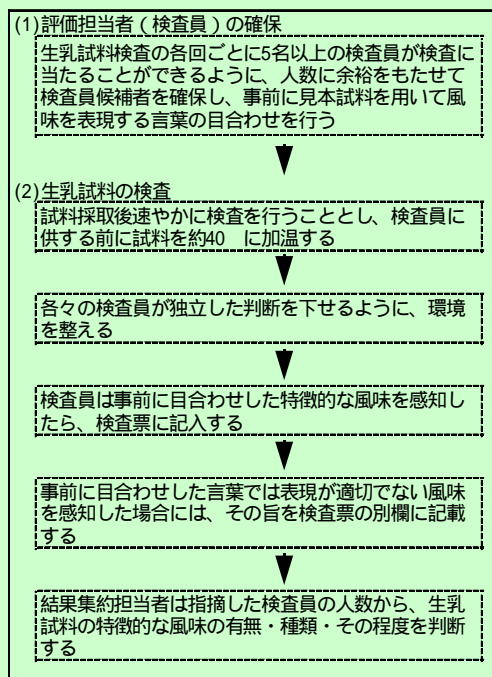 (1)評価担当者(検査員)の確保
生乳試料検査の各回ごとに5名以上の検査員が検査に
当たることができるように、人数に余裕をもたせて
検査員候補者を確保し、事前に見本試料を用いて風
味を表現する言葉の目合わせを行う
(2)生乳試料の検査
試料採取後速やかに検査を行うこととし、検査員に
供する前に試料を約40　に加温する
各々の検査員が独立した判断を下せるように、環境
を整える
検査員は事前に目合わせした特徴的な風味を感知し
たら、検査票に記入する
事前に目合わせした言葉では表現が適切でない風味
を感知した場合には、その旨を検査票の別欄に記載
する
結果集約担当者は指摘した検査員の人数から、生乳
試料の特徴的な風味の有無・種類・その程度を判断
する